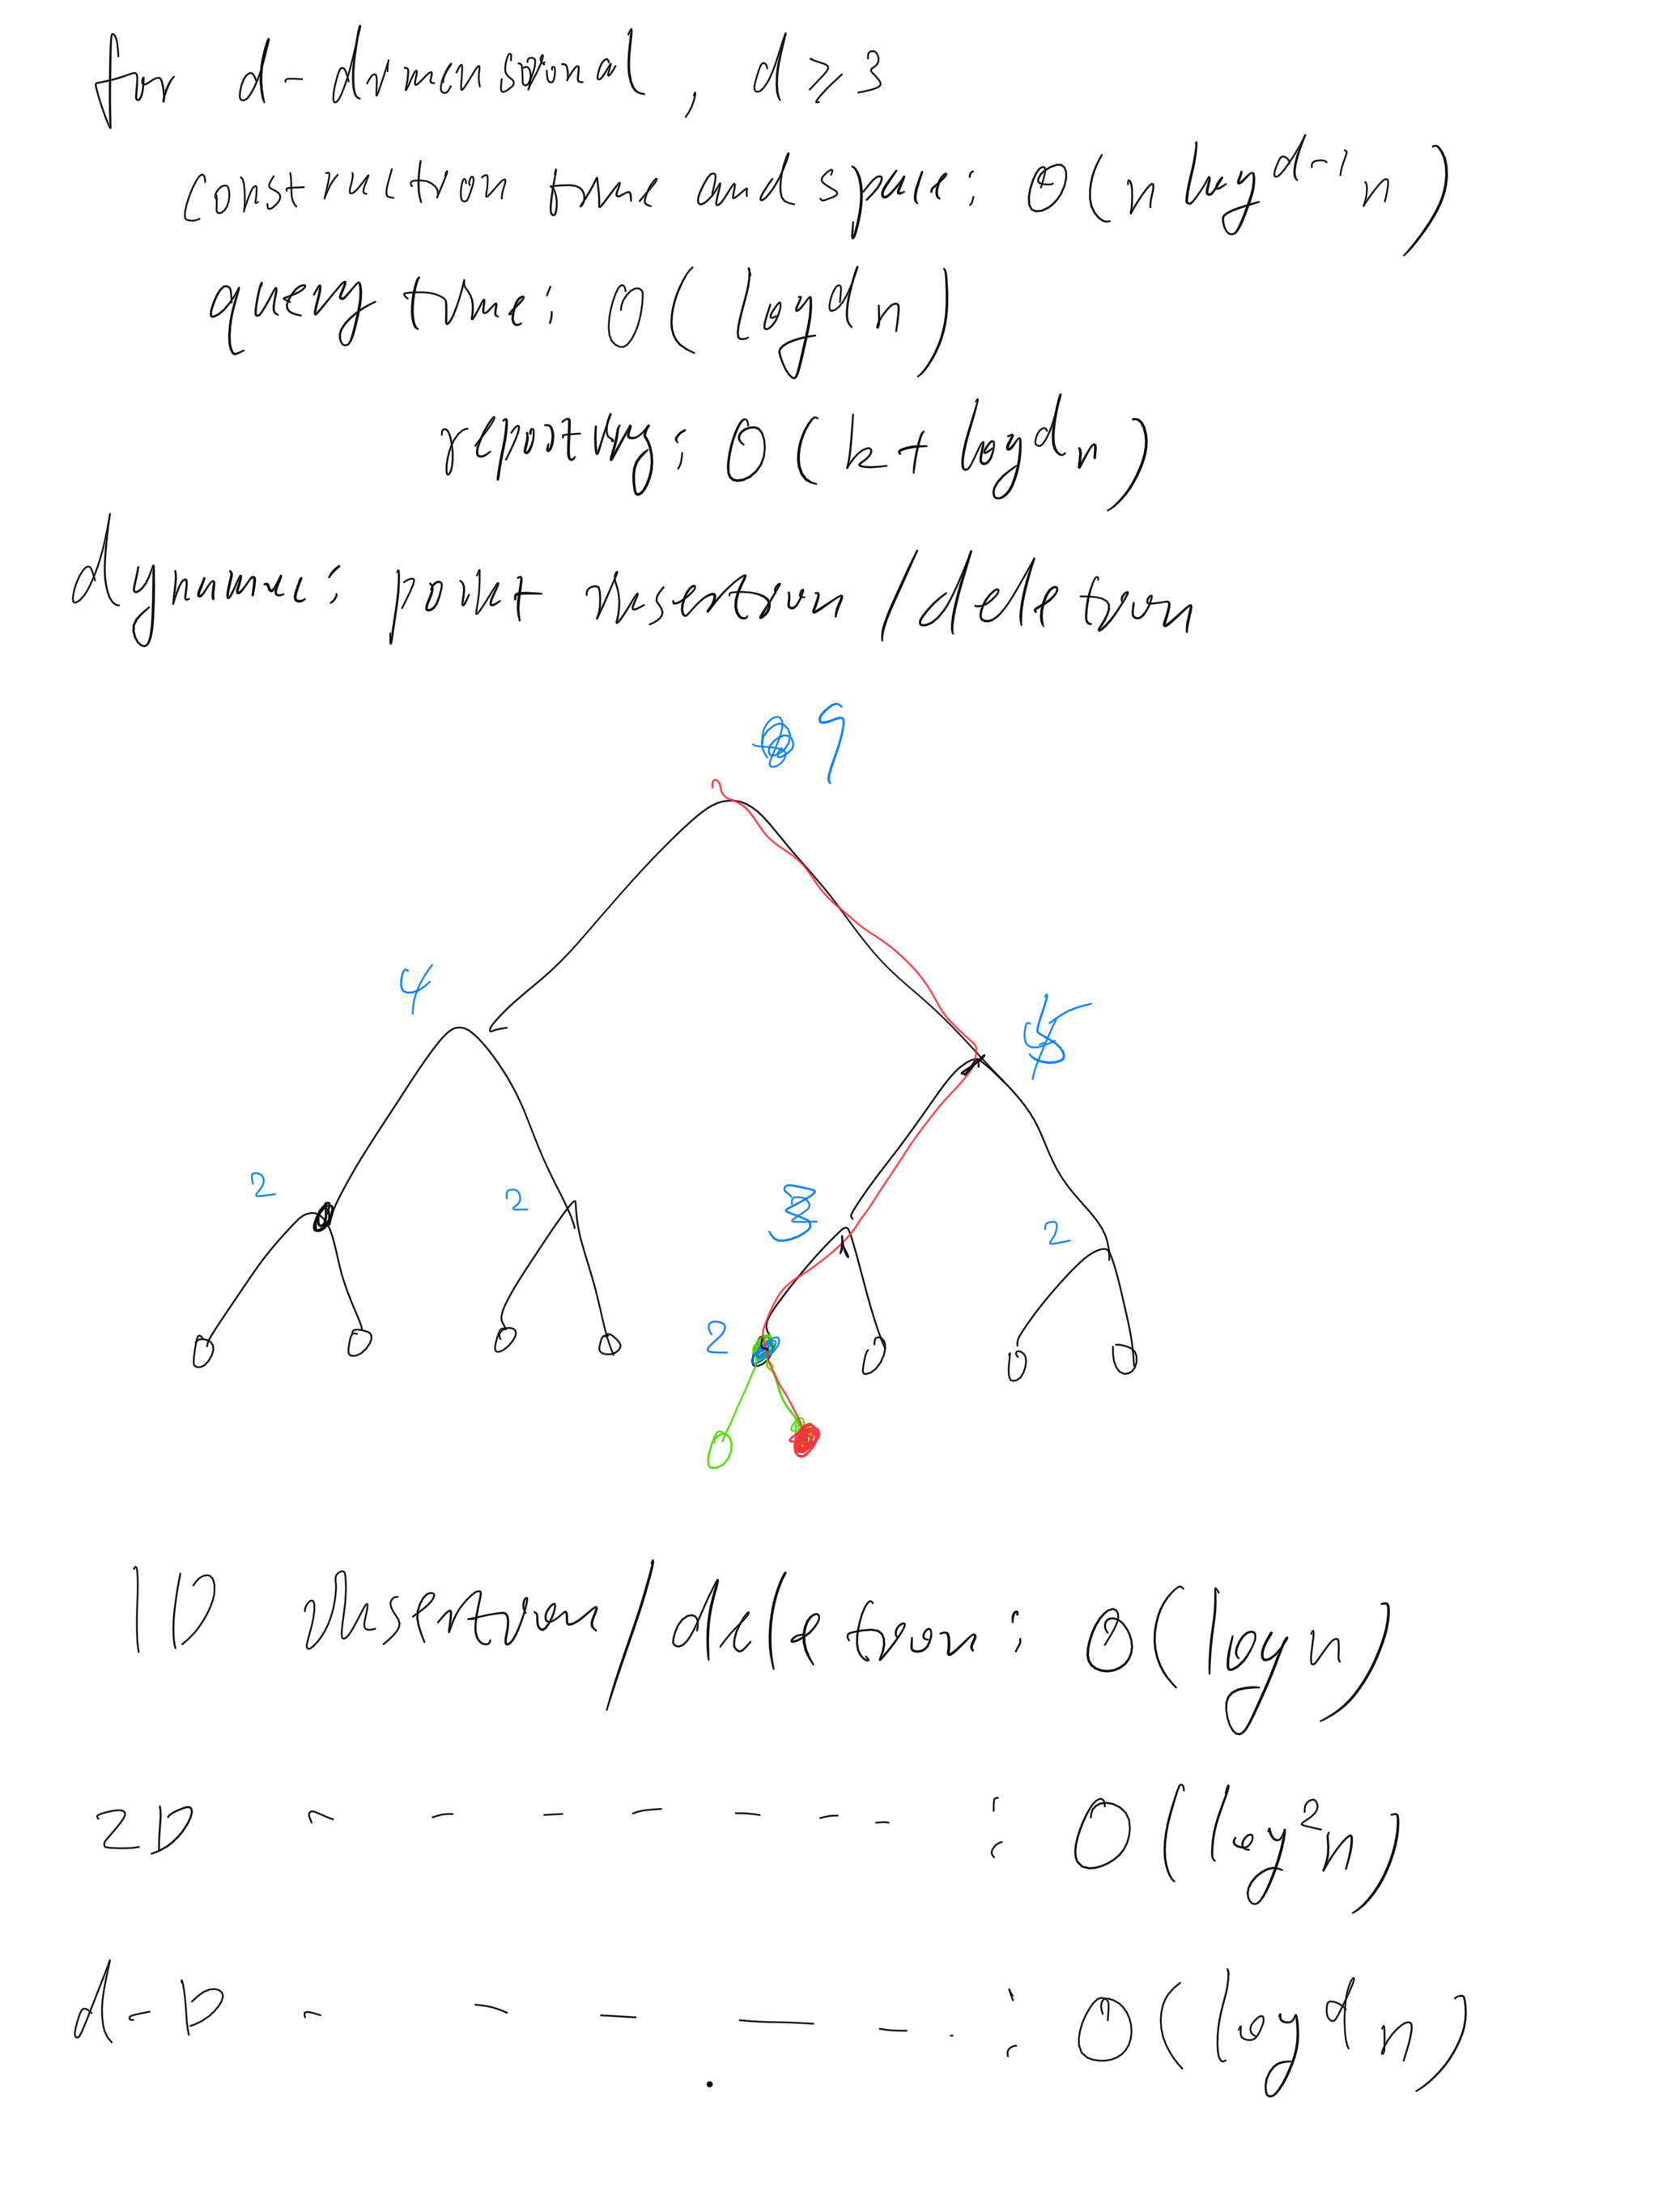 for d-dimensional, d ≥ 3
construction time and space: O(n log^{d-1} n)
query time: O(log^d n)
reporting: O(k + log^d n)
dynamic: point insertion/deletion
9
4
5
2 2 3 2
2
1D insertion/deletion: O(log n)
2D - - - - - - - : O(log^2 n)
d-D - - - - - . : O(log^d n)